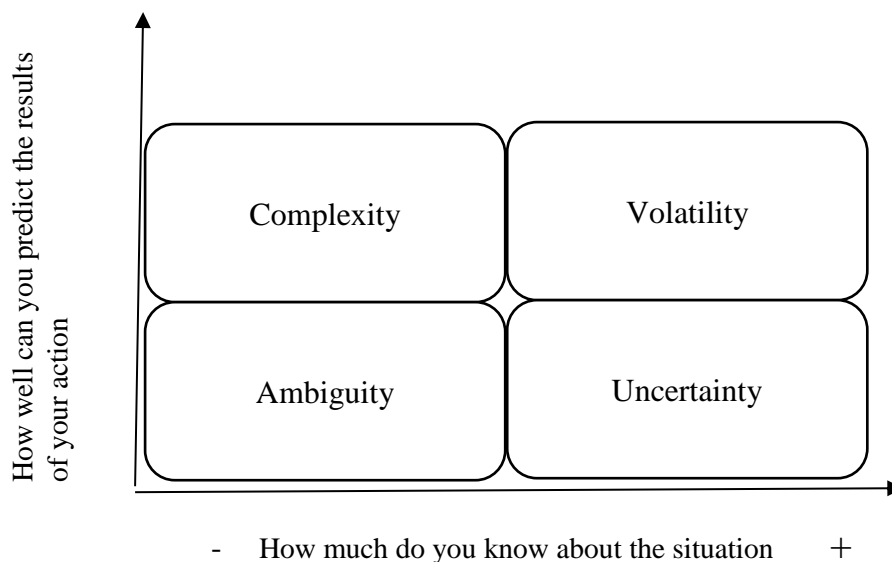 How well can you predict the results
of your action
Complexity
Volatility
Ambiguity
Uncertainty
- How much do you know about the situation +